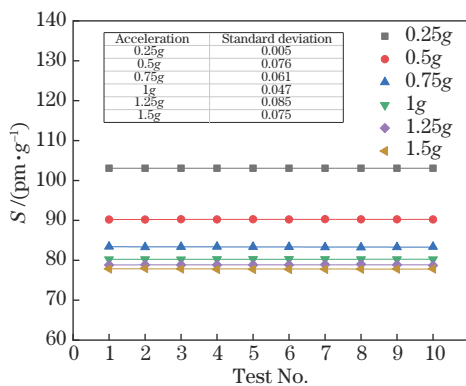 140
130
120
110
100
90
80
70
60
S/(pm·g⁻¹)
Acceleration Standard deviation
0.25g 0.005
0.5g 0.076
0.75g 0.061
1g 0.047
1.25g 0.085
1.5g 0.075
0.25g
0.5g
0.75g
1g
1.25g
1.5g
0 1 2 3 4 5 6 7 8 9 10
Test No.